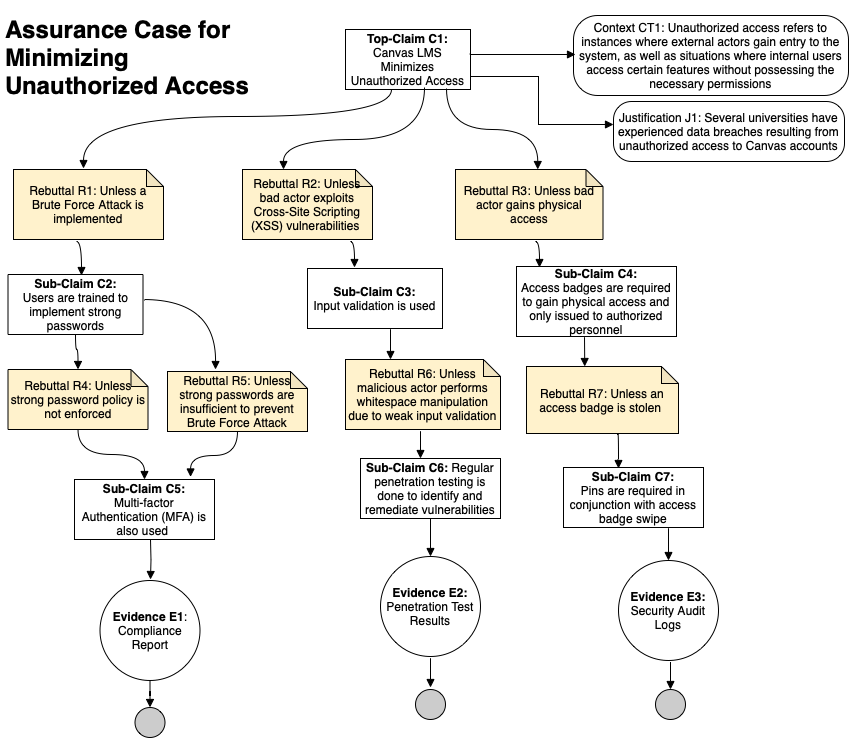 Assurance Case for
Minimizing
Unauthorized Access
Top-Claim C1:
Canvas LMS
Minimizes
Unauthorized Access
Context CT1: Unauthorized access refers to
instances where external actors gain entry to the
system, as well as situations where internal users
access certain features without possessing the
necessary permissions
Justification J1: Several universities have
experienced data breaches resulting from
unauthorized access to Canvas accounts
Rebuttal R1: Unless a
Brute Force Attack is
implemented
Rebuttal R2: Unless
bad actor exploits
Cross-Site Scripting
(XSS) vulnerabilities
Rebuttal R3: Unless bad
actor gains physical
access
Sub-Claim C2:
Users are trained to
implement strong
passwords
Sub-Claim C3:
Input validation is used
Sub-Claim C4:
Access badges are required
to gain physical access and
only issued to authorized
personnel
Rebuttal R4: Unless
strong password policy is
not enforced
Rebuttal R5: Unless
strong passwords are
insufficient to prevent
Brute Force Attack
Rebuttal R6: Unless
malicious actor performs
whitespace manipulation
due to weak input validation
Rebuttal R7: Unless an
access badge is stolen
Sub-Claim C5:
Multi-factor
Authentication (MFA) is
also used
Sub-Claim C6: Regular
penetration testing is
done to identify and
remediate vulnerabilities
Sub-Claim C7:
Pins are required in
conjunction with access
badge swipe
Evidence E1:
Compliance
Report
Evidence E2:
Penetration Test
Results
Evidence E3:
Security Audit
Logs